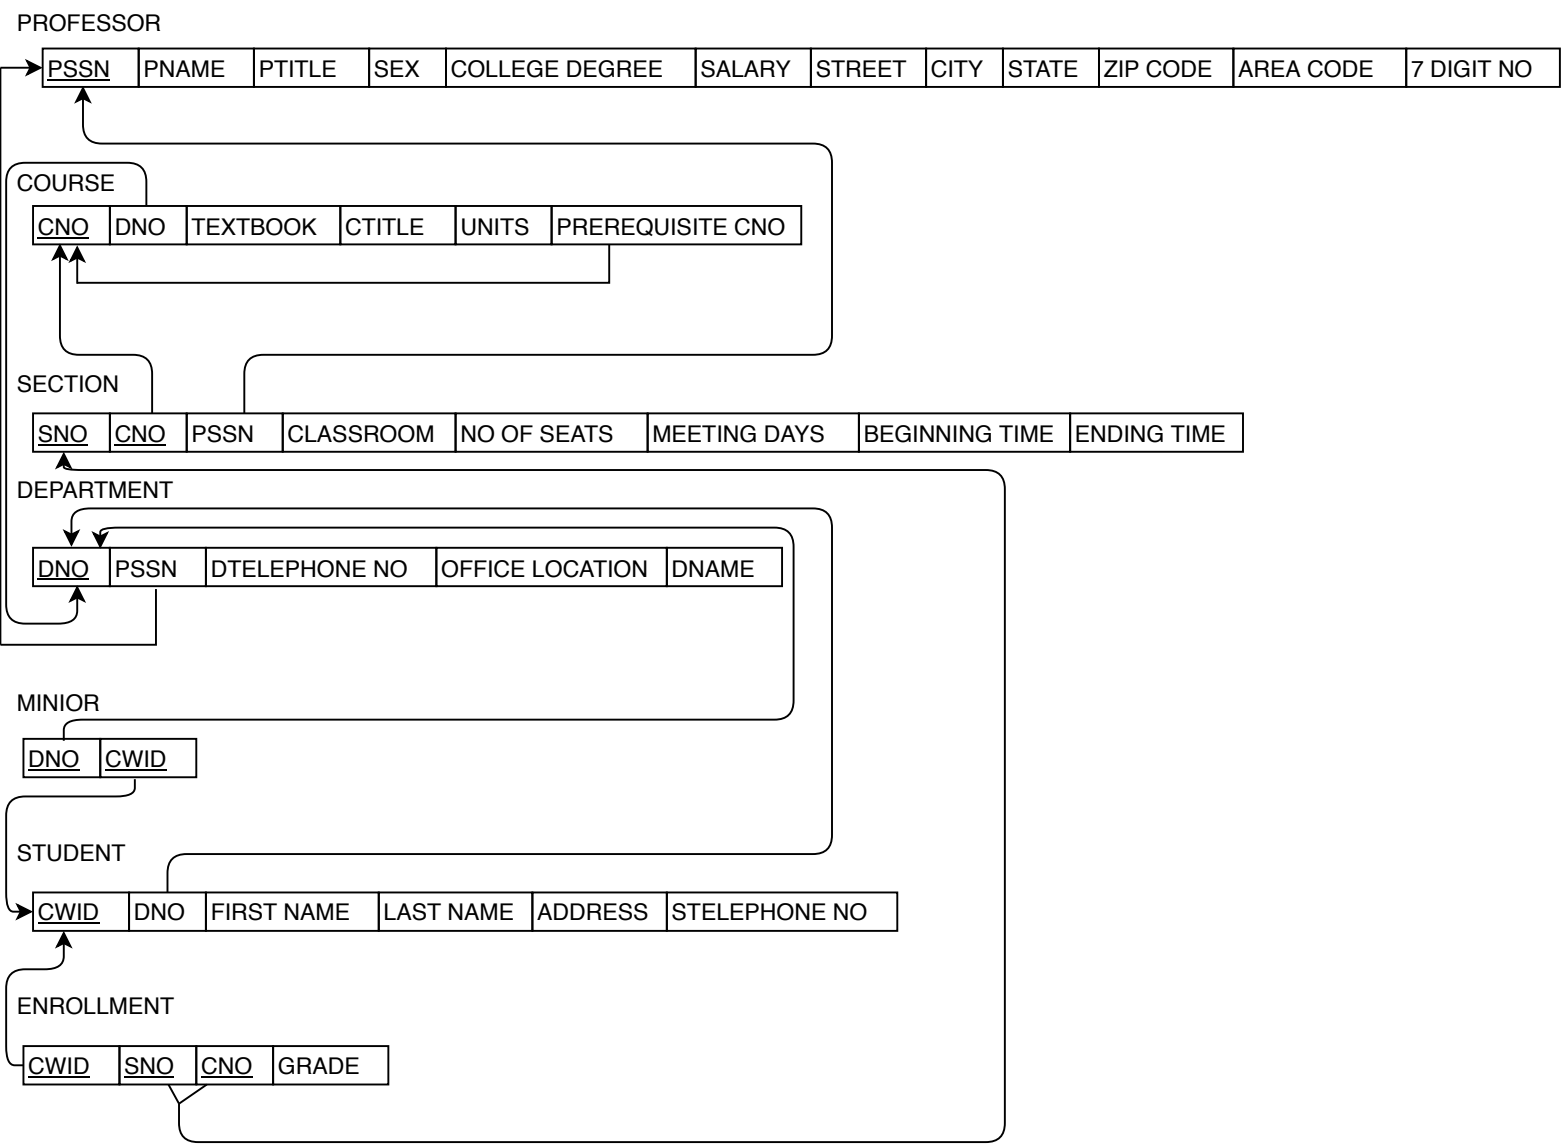 PROFESSOR
PSSN PNAME PTITLE SEX COLLEGE DEGREE SALARY STREET CITY STATE ZIP CODE AREA CODE 7 DIGIT NO
COURSE
CNO DNO TEXTBOOK CTITLE UNITS PREREQUISITE CNO
SECTION
SNO CNO PSSN CLASSROOM NO OF SEATS MEETING DAYS BEGINNING TIME ENDING TIME
DEPARTMENT
DNO PSSN DTELEPHONE NO OFFICE LOCATION DNAME
MINIOR
DNO CWID
STUDENT
CWID DNO FIRST NAME LAST NAME ADDRESS STELEPHONE NO
ENROLLMENT
CWID SNO CNO GRADE